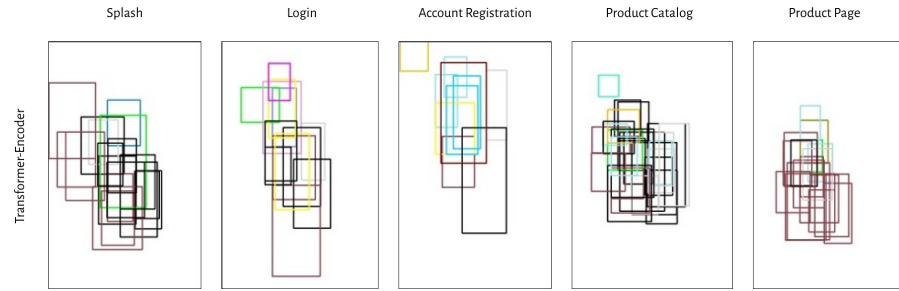 Splash
Login
Account Registration
Product Catalog
Product Page
Transformer-Encoder